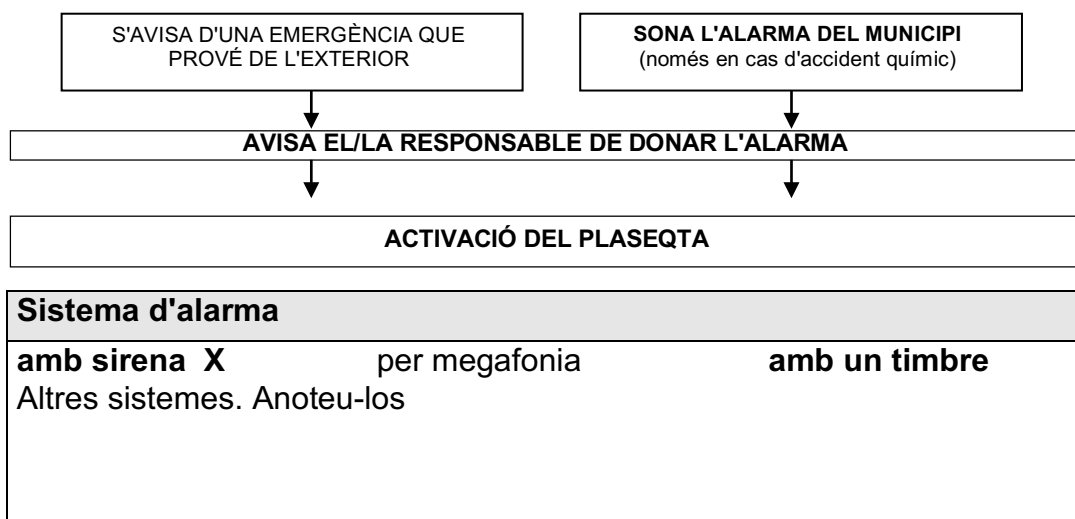 S'AVISA D'UNA EMERGÈNCIA QUE
PROVÉ DE L'EXTERIOR
SONA L'ALARMA DEL MUNICIPI
(només en cas d'accident químic)
AVISA EL/LA RESPONSABLE DE DONAR L'ALARMA
ACTIVACIÓ DEL PLASEQTA
Sistema d'alarma
amb sirena X per megafonia amb un timbre
Altres sistemes. Anoteu-los